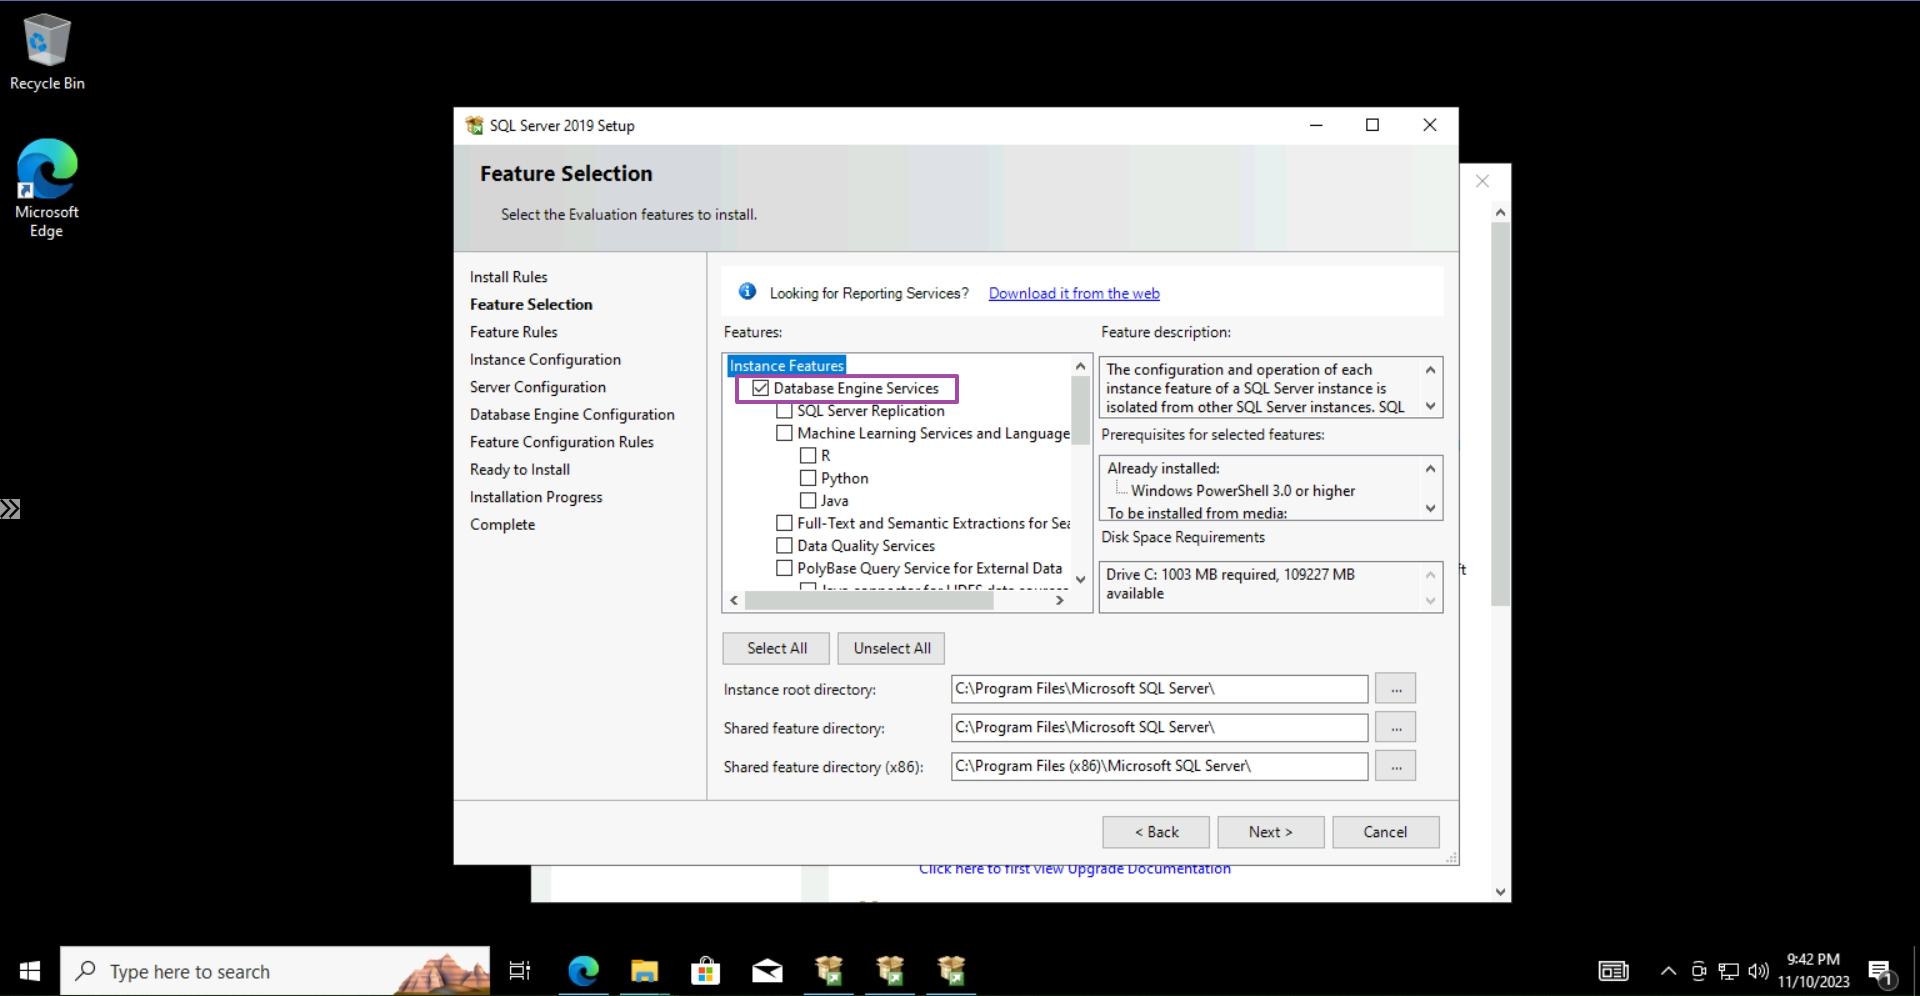 Recycle Bin
Microsoft
Edge
SQL Server 2019 Setup
Feature Selection
Select the Evaluation features to install.
Install Rules
Feature Selection
Feature Rules
Instance Configuration
Server Configuration
Database Engine Configuration
Feature Configuration Rules
Ready to Install
Installation Progress
Complete
Looking for Reporting Services? Download it from the web
Features:
Instance Features
Database Engine Services
SQL Server Replication
Machine Learning Services and Language
R
Python
Java
Full-Text and Semantic Extractions for Sea
Data Quality Services
PolyBase Query Service for External Data
Java connector for HDFS data sources
Feature description:
The configuration and operation of each
instance feature of a SQL Server instance is
isolated from other SQL Server instances. SQL
Prerequisites for selected features:
Already installed:
Windows PowerShell 3.0 or higher
To be installed from media:
Disk Space Requirements
Drive C: 1003 MB required, 109227 MB
available
Select All
Unselect All
Instance root directory:
C:\Program Files\Microsoft SQL Server\
...
Shared feature directory:
C:\Program Files\Microsoft SQL Server\
...
Shared feature directory (x86):
C:\Program Files (x86)\Microsoft SQL Server\
...
< Back
Next >
Cancel
ft
Click here to first view Upgrade Documentation
Type here to search
9:42 PM
11/10/2023
1